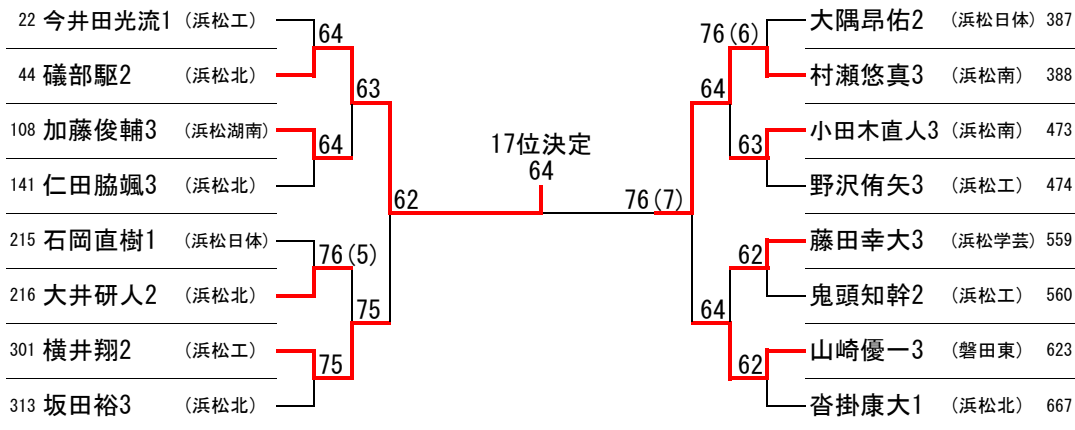 22 今井田光流1 (浜松工)
64
44 礒部駆2 (浜松北)
63
108 加藤俊輔3 (浜松湖南)
64
141 仁田脇颯3 (浜松北)
62
215 石岡直樹1 (浜松日体)
76(5)
216 大井研人2 (浜松北)
75
301 横井翔2 (浜松工)
75
313 坂田裕3 (浜松北)
17位決定
64
大隅昂佑2 (浜松日体) 387
76(6)
村瀬悠真3 (浜松南) 388
64
小田木直人3 (浜松南) 473
63
野沢侑矢3 (浜松工) 474
76(7)
藤田幸大3 (浜松学芸) 559
62
鬼頭知幹2 (浜松工) 560
64
山崎優一3 (磐田東) 623
62
沓掛康大1 (浜松北) 667